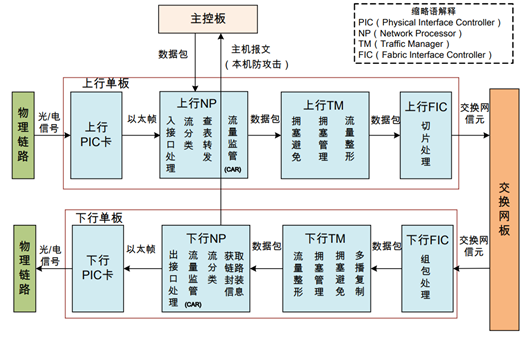 主控板
缩略语解释
PIC（Physical Interface Controller）
NP（Network Processor）
TM（Traffic Manager）
FIC（Fabric Interface Controller）
数据包
主机报文
（本机防攻击）
上行单板
物理链路
光/电
信号
上行
PIC卡
以太帧
上行NP
入接口处理
流分类
查表转发
流量监管
(CAR)
数据包
上行TM
拥塞避免
拥塞管理
流量整形
数据包
上行FIC
切片处理
交换网
信元
交换网板
下行单板
物理链路
光/电
信号
下行
PIC卡
以太帧
下行NP
出接口处理
流量监管
(CAR)
流分类
获取链路封装信息
数据包
下行TM
流量整形
拥塞管理
拥塞避免
多播复制
数据包
下行FIC
组包处理
交换网
信元